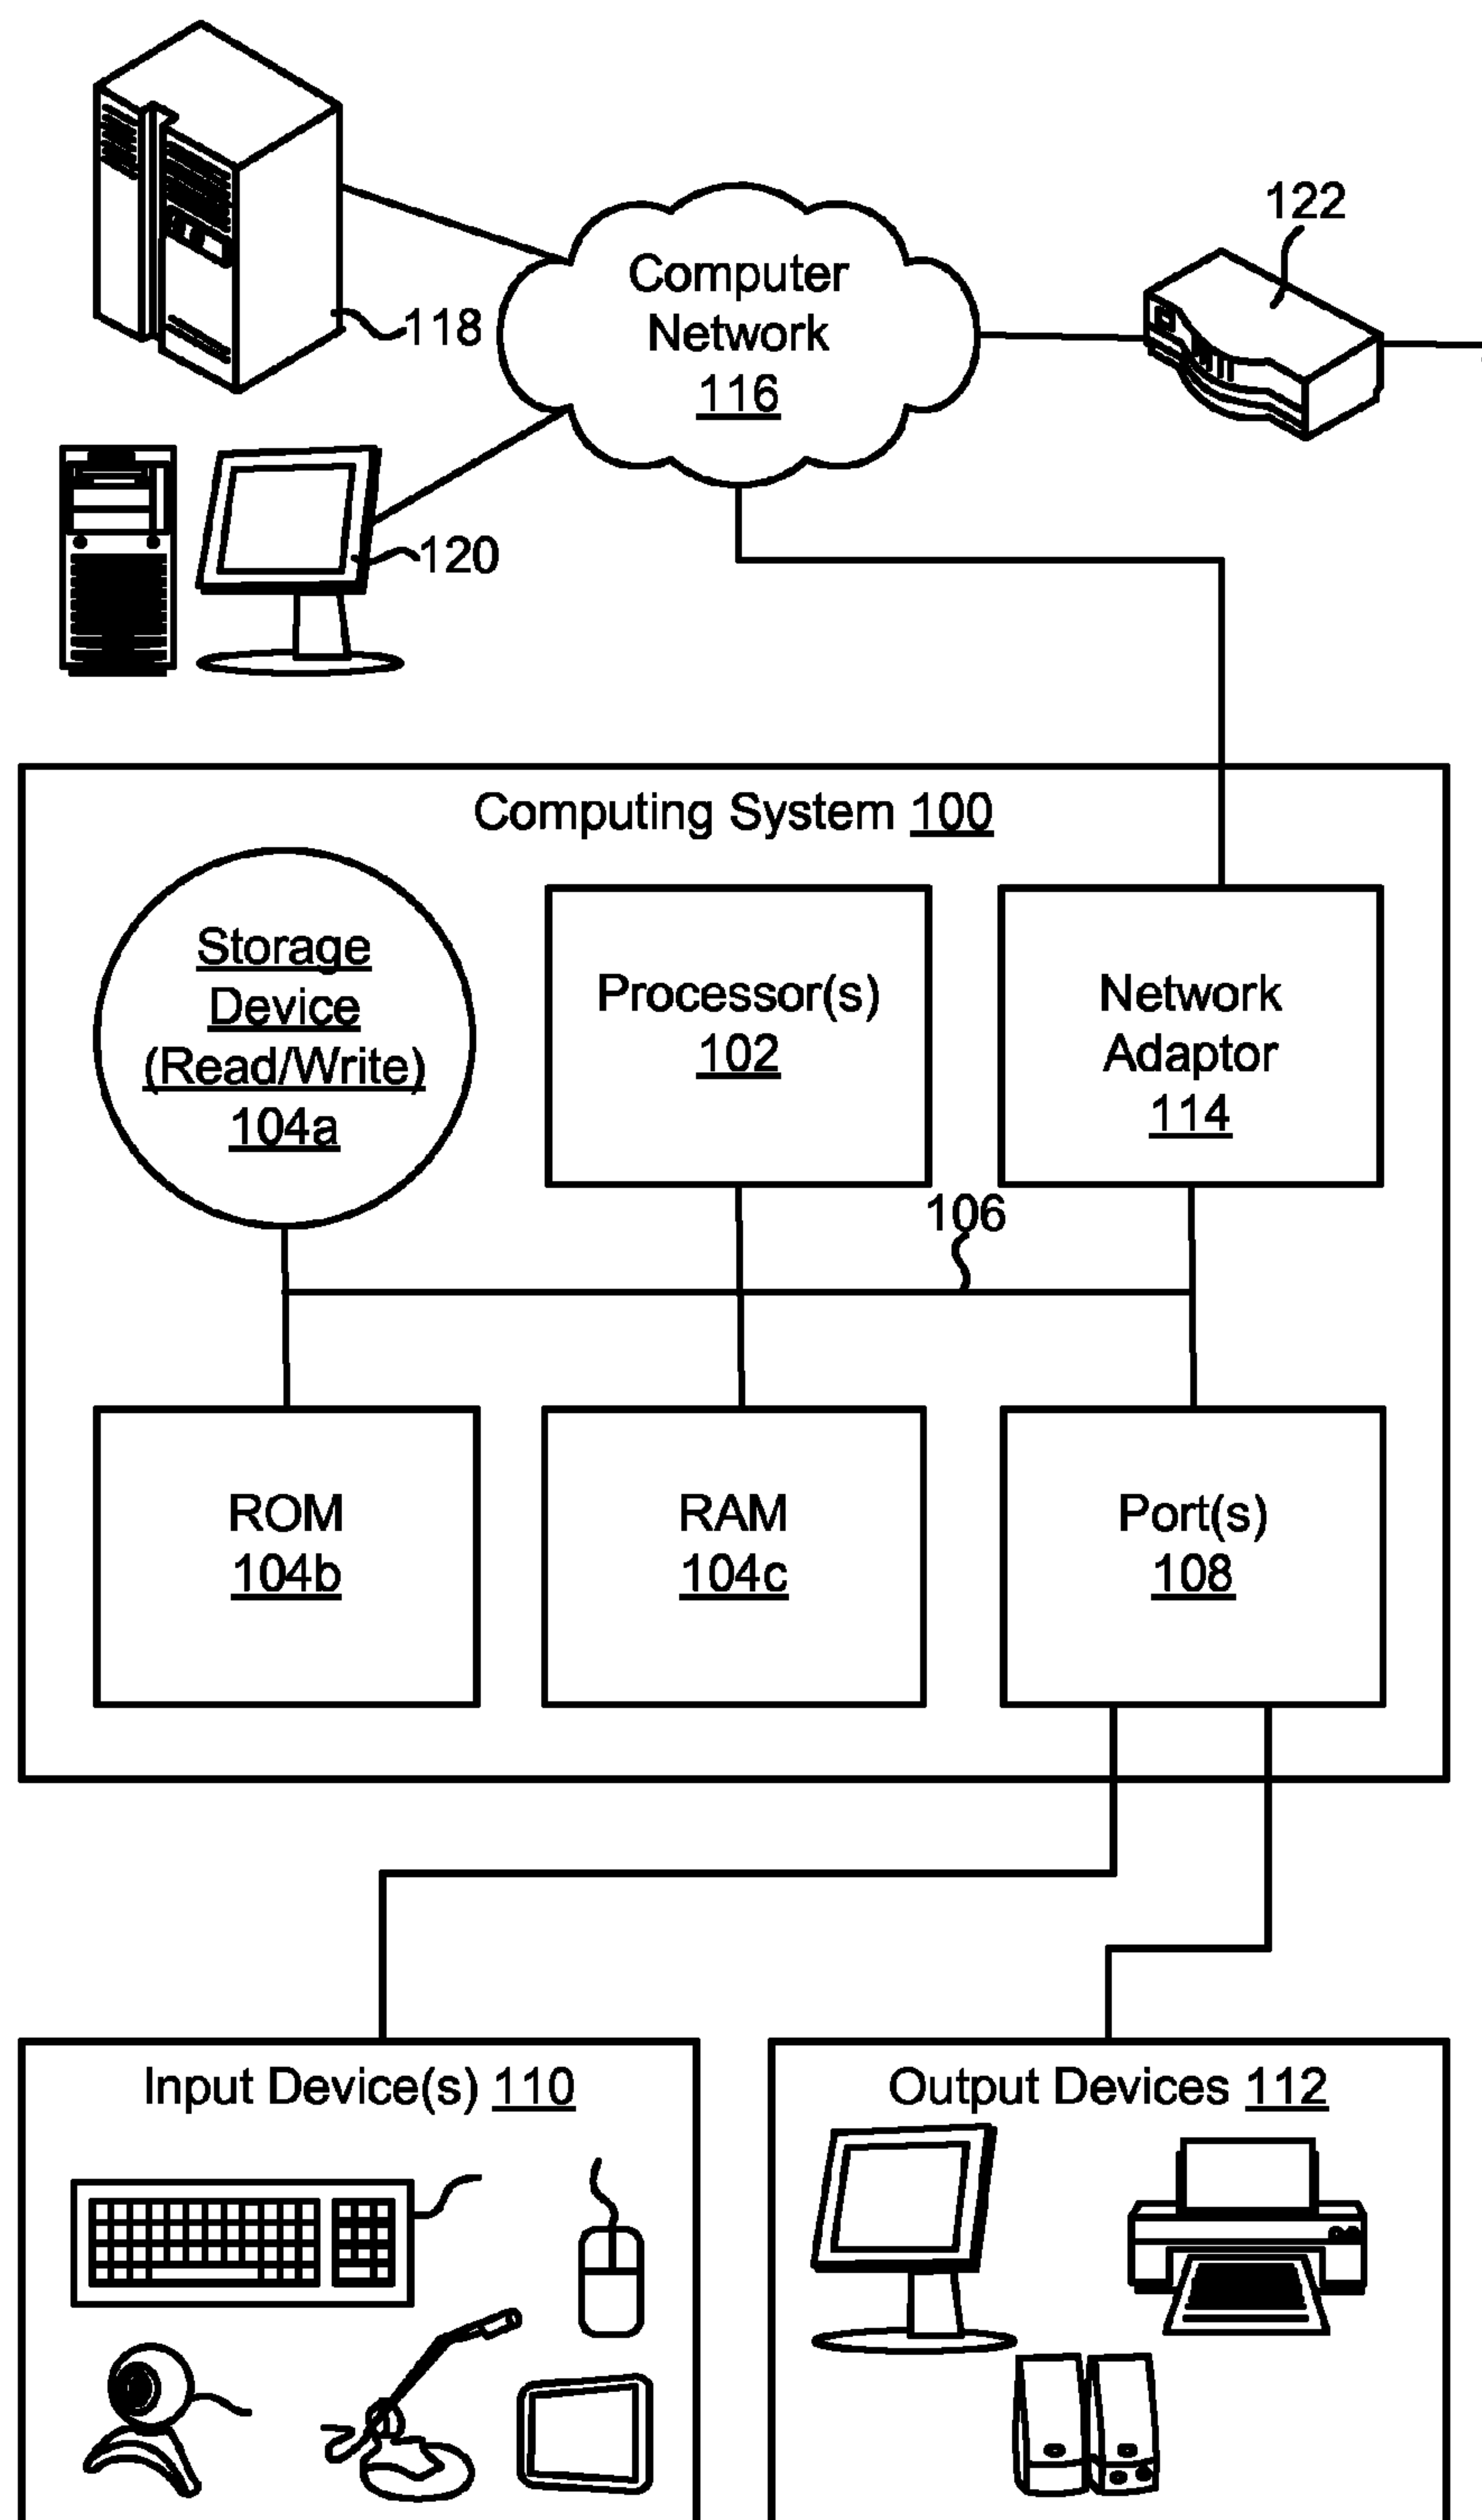 122
Computer
Network
116
118
120
Computing System 100
Storage
Device
(Read/Write)
104a
Processor(s)
102
Network
Adaptor
114
106
ROM
104b
RAM
104c
Port(s)
108
Input Device(s) 110
Output Devices 112